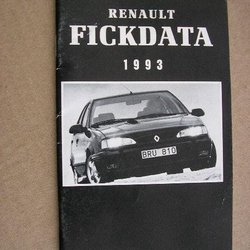 RENAULT
FICKDATA
1993
BRU 810